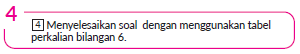 4
4 Menyelesaikan soal dengan menggunakan tabel
perkalian bilangan 6.